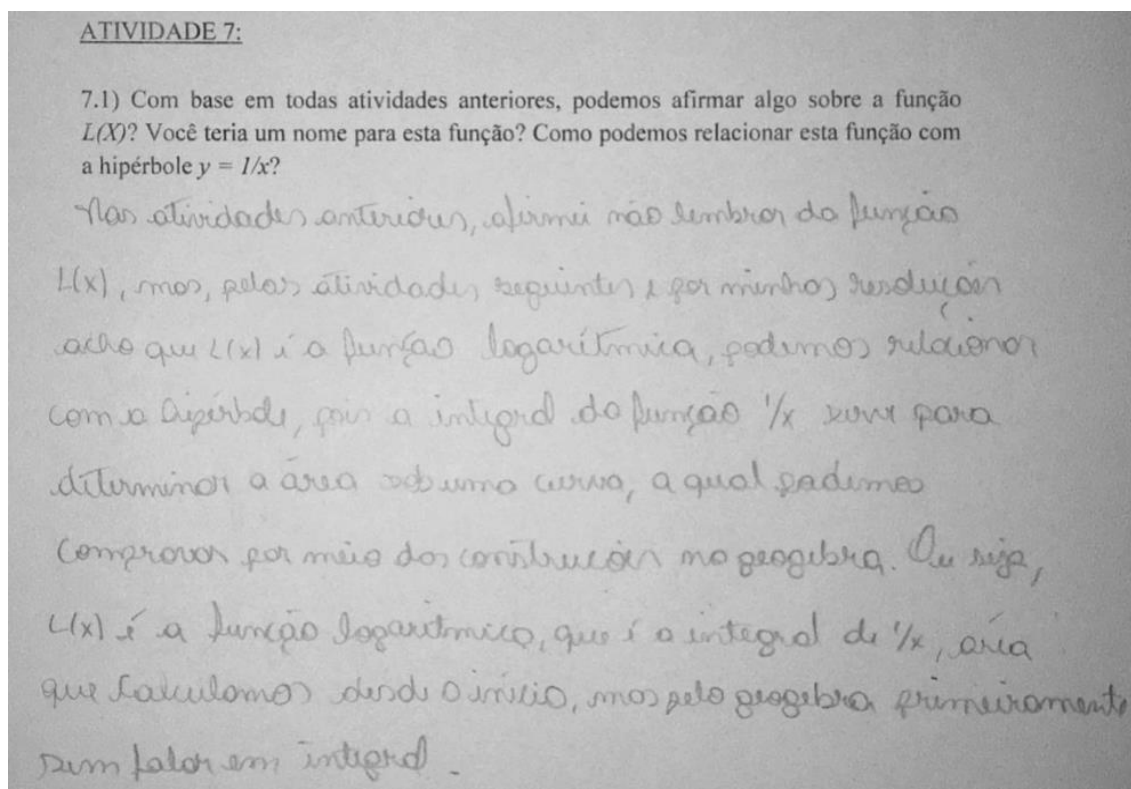 ATIVIDADE 7:
7.1) Com base em todas atividades anteriores, podemos afirmar algo sobre a função
L(X)? Você teria um nome para esta função? Como podemos relacionar esta função com
a hipérbole y = 1/x?
Nas atividades anteriores, afirmei não lembrar da função
L(x), mas, pelas atividades seguintes e por minhas resoluções
acho que L(x) é a função logarítmica, podemos relacionar
com a hipérbole, pois a integral da função 1/x serve para
determinar a área sob uma curva, a qual podemos
comprovar por meio das construções no geogebra. Ou seja,
L(x) é a função logarítmica, que é a integral de 1/x, área
que calculamos desde o início, mas pelo geogebra primeiramente
sem falar em integral.